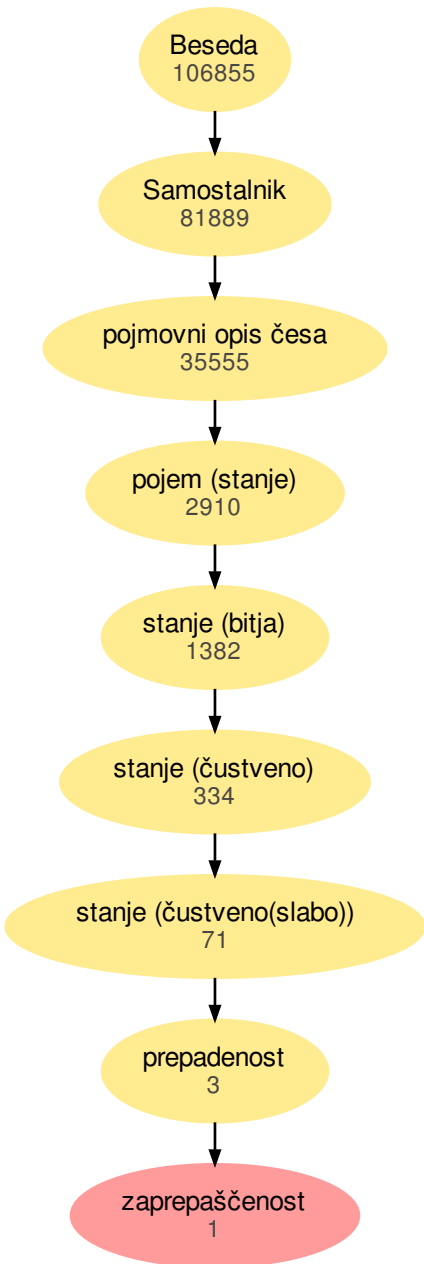 Beseda
106855
Samostalnik
81889
pojmovni opis česa
35555
pojem (stanje)
2910
stanje (bitja)
1382
stanje (čustveno)
334
stanje (čustveno(slabo))
71
prepadenost
3
zaprepaščenost
1